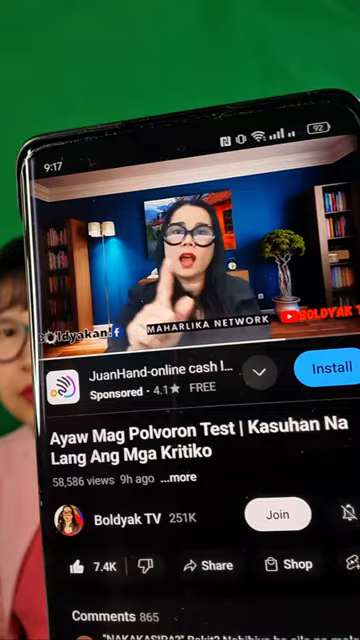 9:17
92
Boldyakan f
MAHARLIKA NETWORK
BOLDYAK T
JuanHand-online cash l...
Sponsored • 4.1★ FREE
Install
Ayaw Mag Polvoron Test | Kasuhan Na
Lang Ang Mga Kritiko
58,586 views 9h ago ...more
Boldyak TV 251K
Join
7.4K
Share
Shop
Comments 865